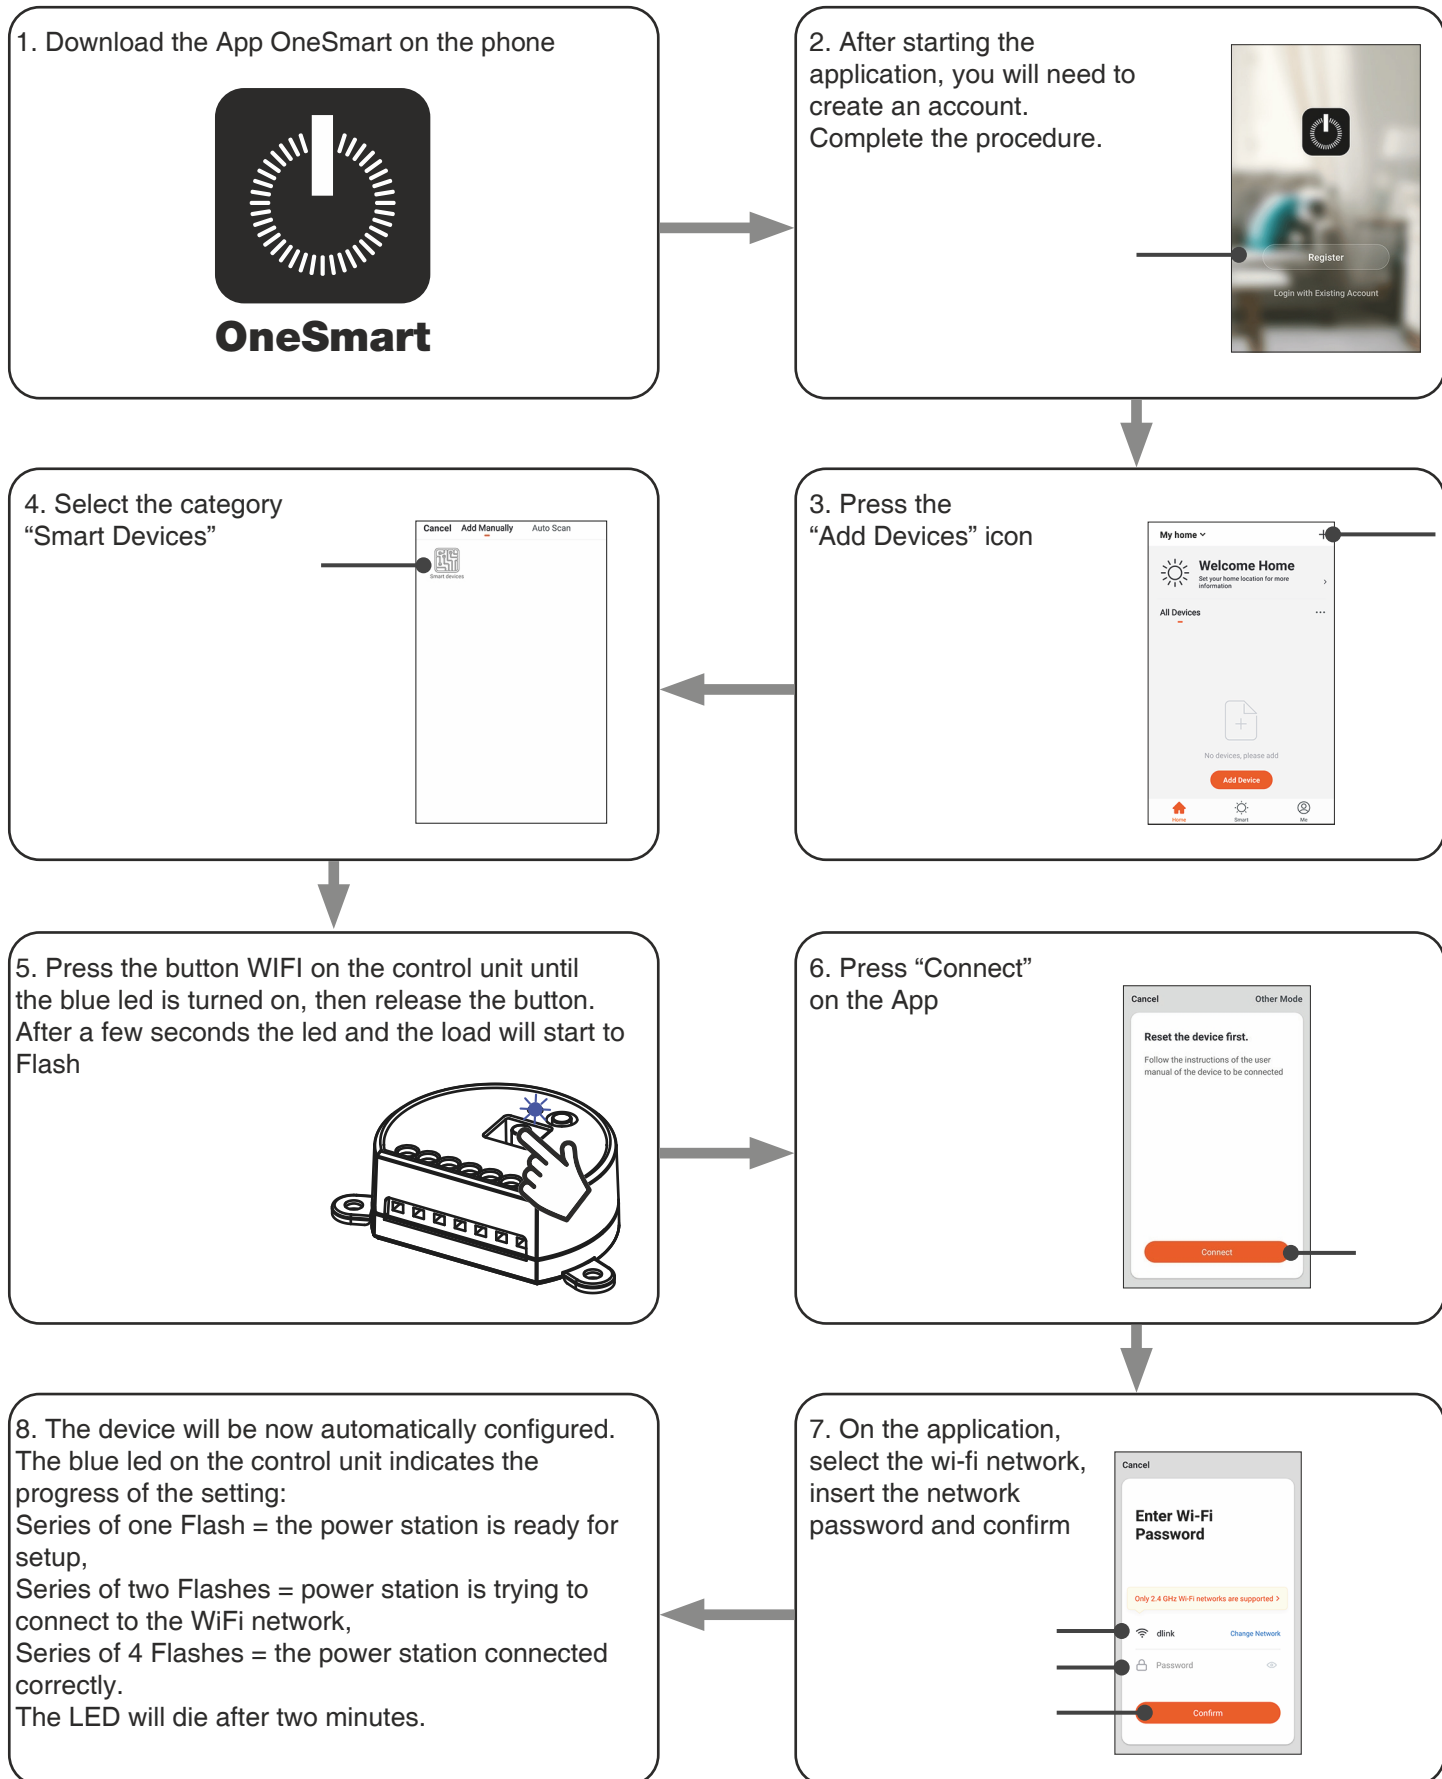 1. Download the App OneSmart on the phone
OneSmart
2. After starting the
application, you will need to
create an account.
Complete the procedure.
Register
Login with Existing Account
3. Press the
“Add Devices” icon
My home
Welcome Home
Set your home location for more
information
All Devices
No devices, please add
Add Device
Home
Smart
Me
4. Select the category
“Smart Devices”
Cancel Add Manually Auto Scan
Smart devices
5. Press the button WIFI on the control unit until
the blue led is turned on, then release the button.
After a few seconds the led and the load will start to
Flash
6. Press “Connect”
on the App
Cancel Other Mode
Reset the device first.
Follow the instructions of the user
manual of the device to be connected
Connect
7. On the application,
select the wi-fi network,
insert the network
password and confirm
Cancel
Enter Wi-Fi
Password
Only 2.4 GHz Wi-Fi networks are supported >
dlink Change Network
Password
Confirm
8. The device will be now automatically configured.
The blue led on the control unit indicates the
progress of the setting:
Series of one Flash = the power station is ready for
setup,
Series of two Flashes = power station is trying to
connect to the WiFi network,
Series of 4 Flashes = the power station connected
correctly.
The LED will die after two minutes.